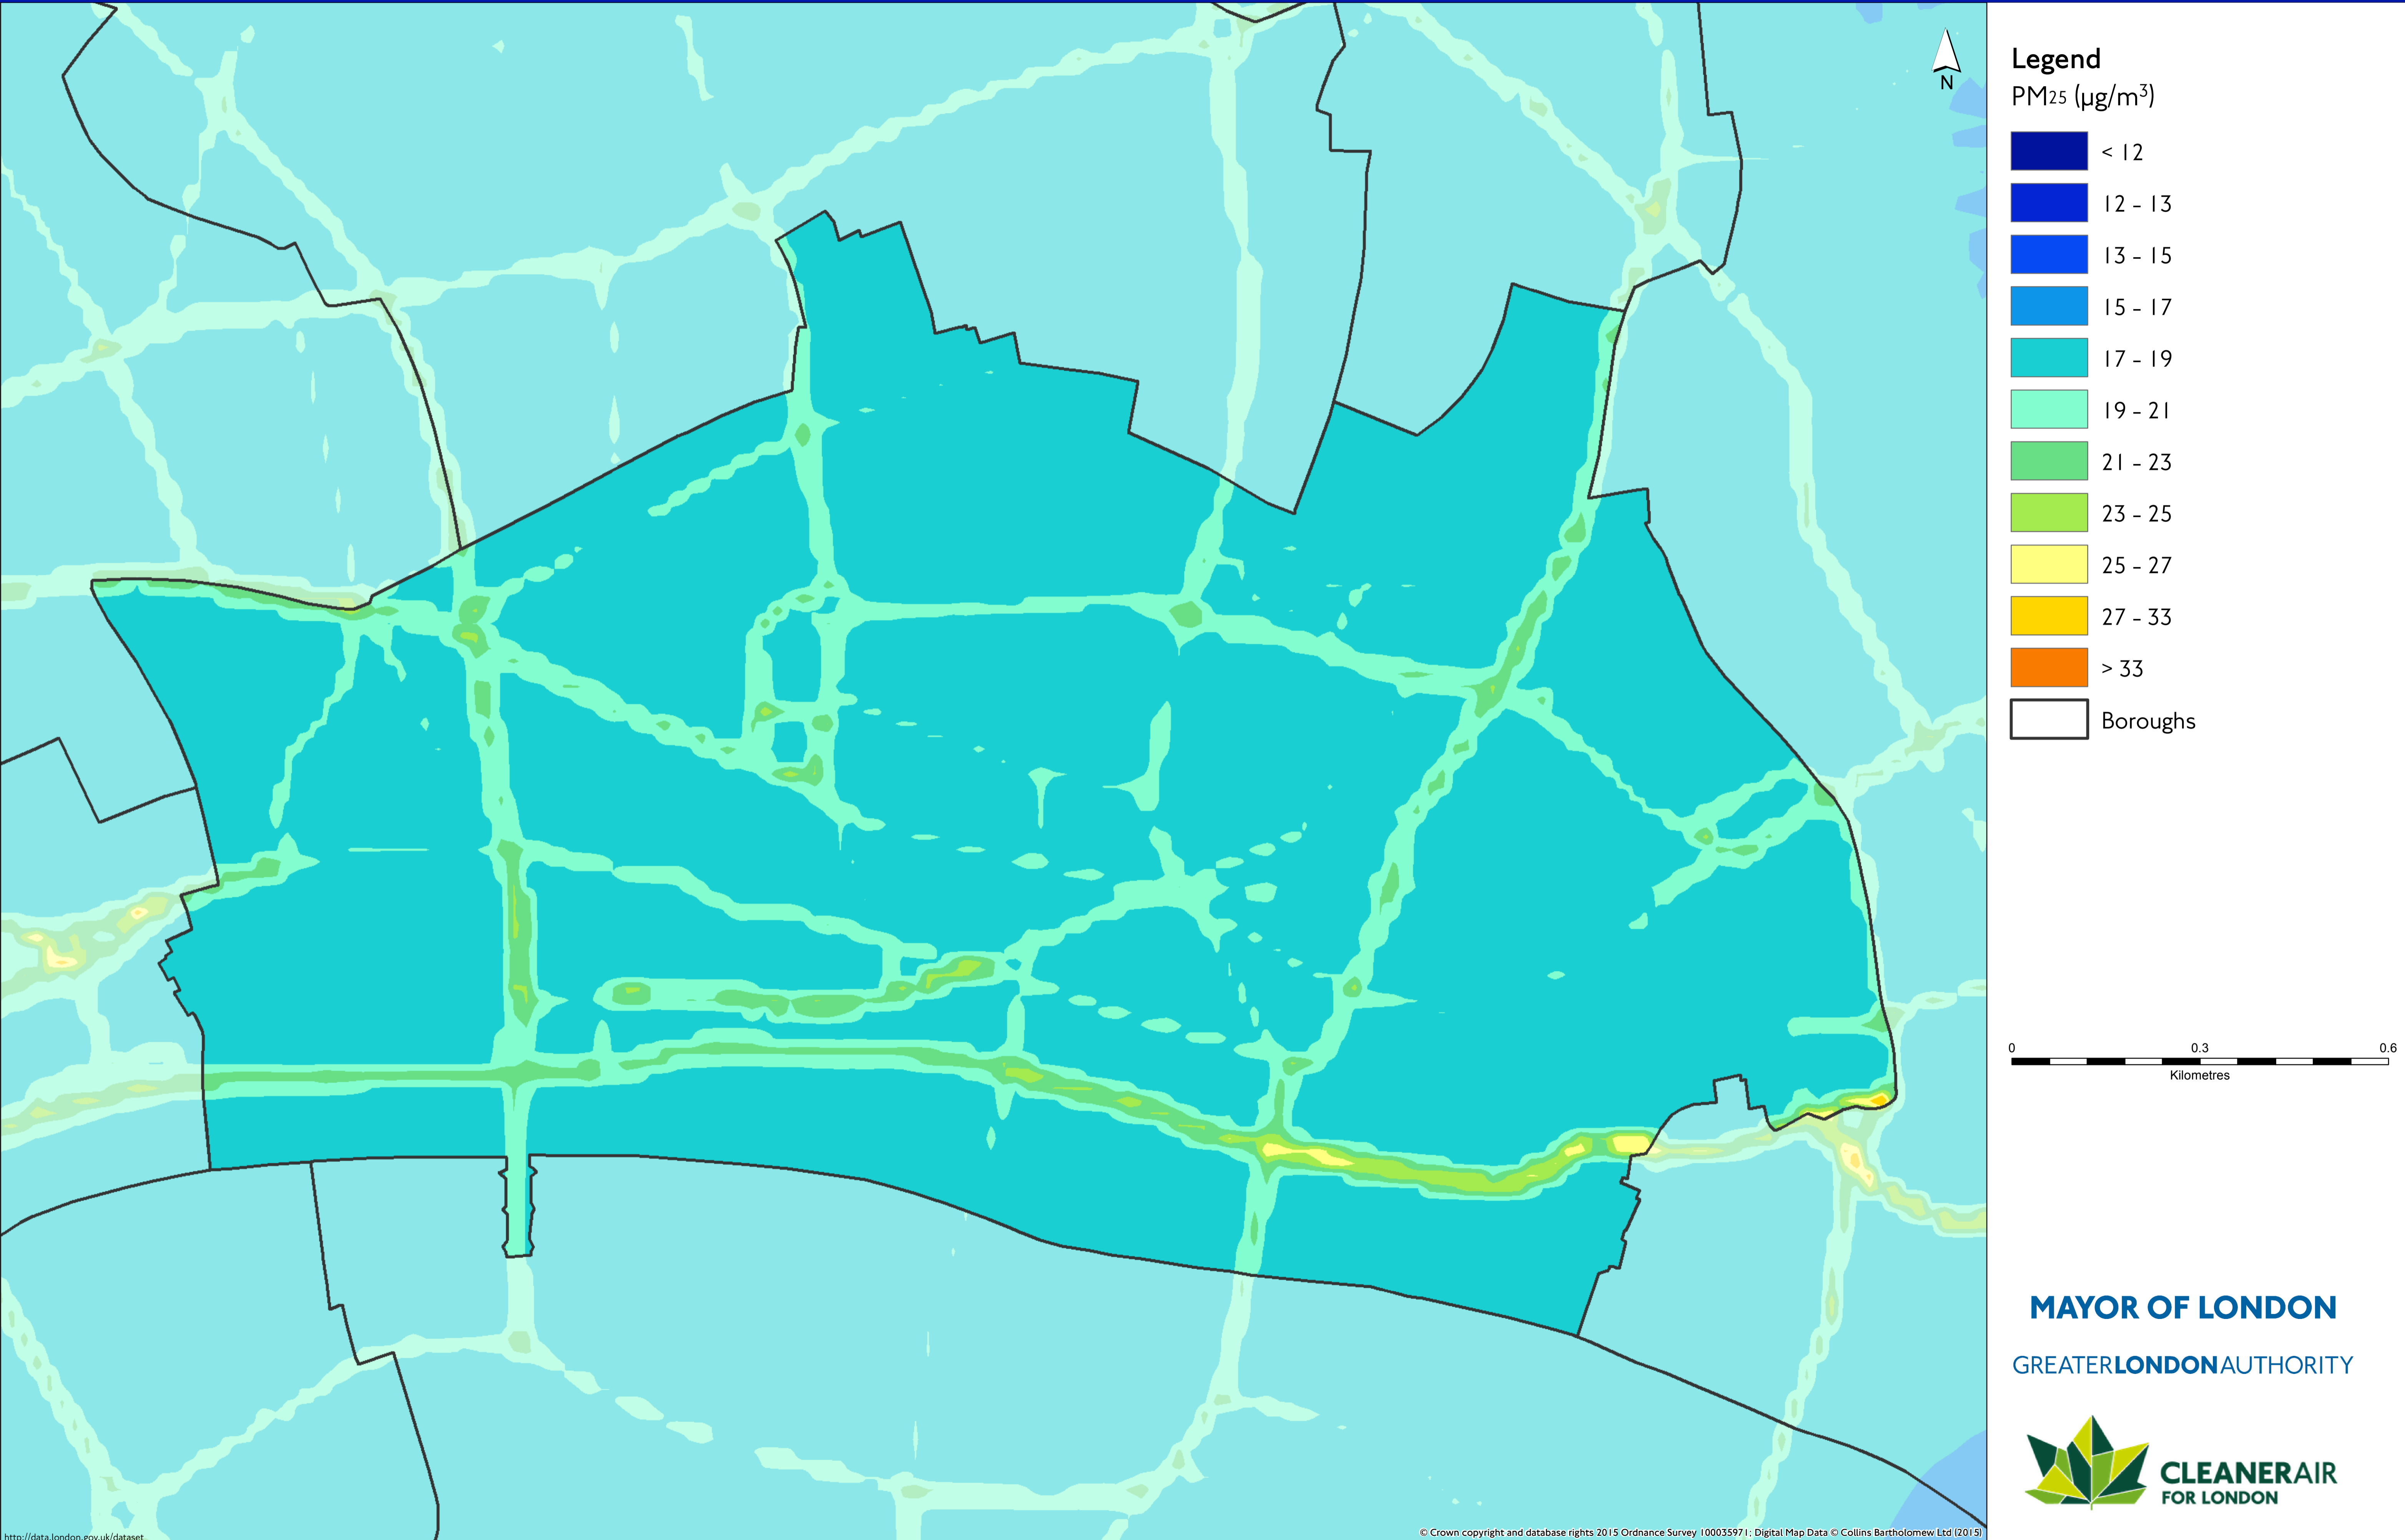 N
Legend
PM25 (µg/m3)
< 12
12 - 13
13 - 15
15 - 17
17 - 19
19 - 21
21 - 23
23 - 25
25 - 27
27 - 33
> 33
Boroughs
0 0.3 0.6
Kilometres
MAYOR OF LONDON
GREATERLONDONAUTHORITY
CLEANERAIR
FOR LONDON
http://data.london.gov.uk/dataset
© Crown copyright and database rights 2015 Ordnance Survey 100035971; Digital Map Data © Collins Bartholomew Ltd (2015)